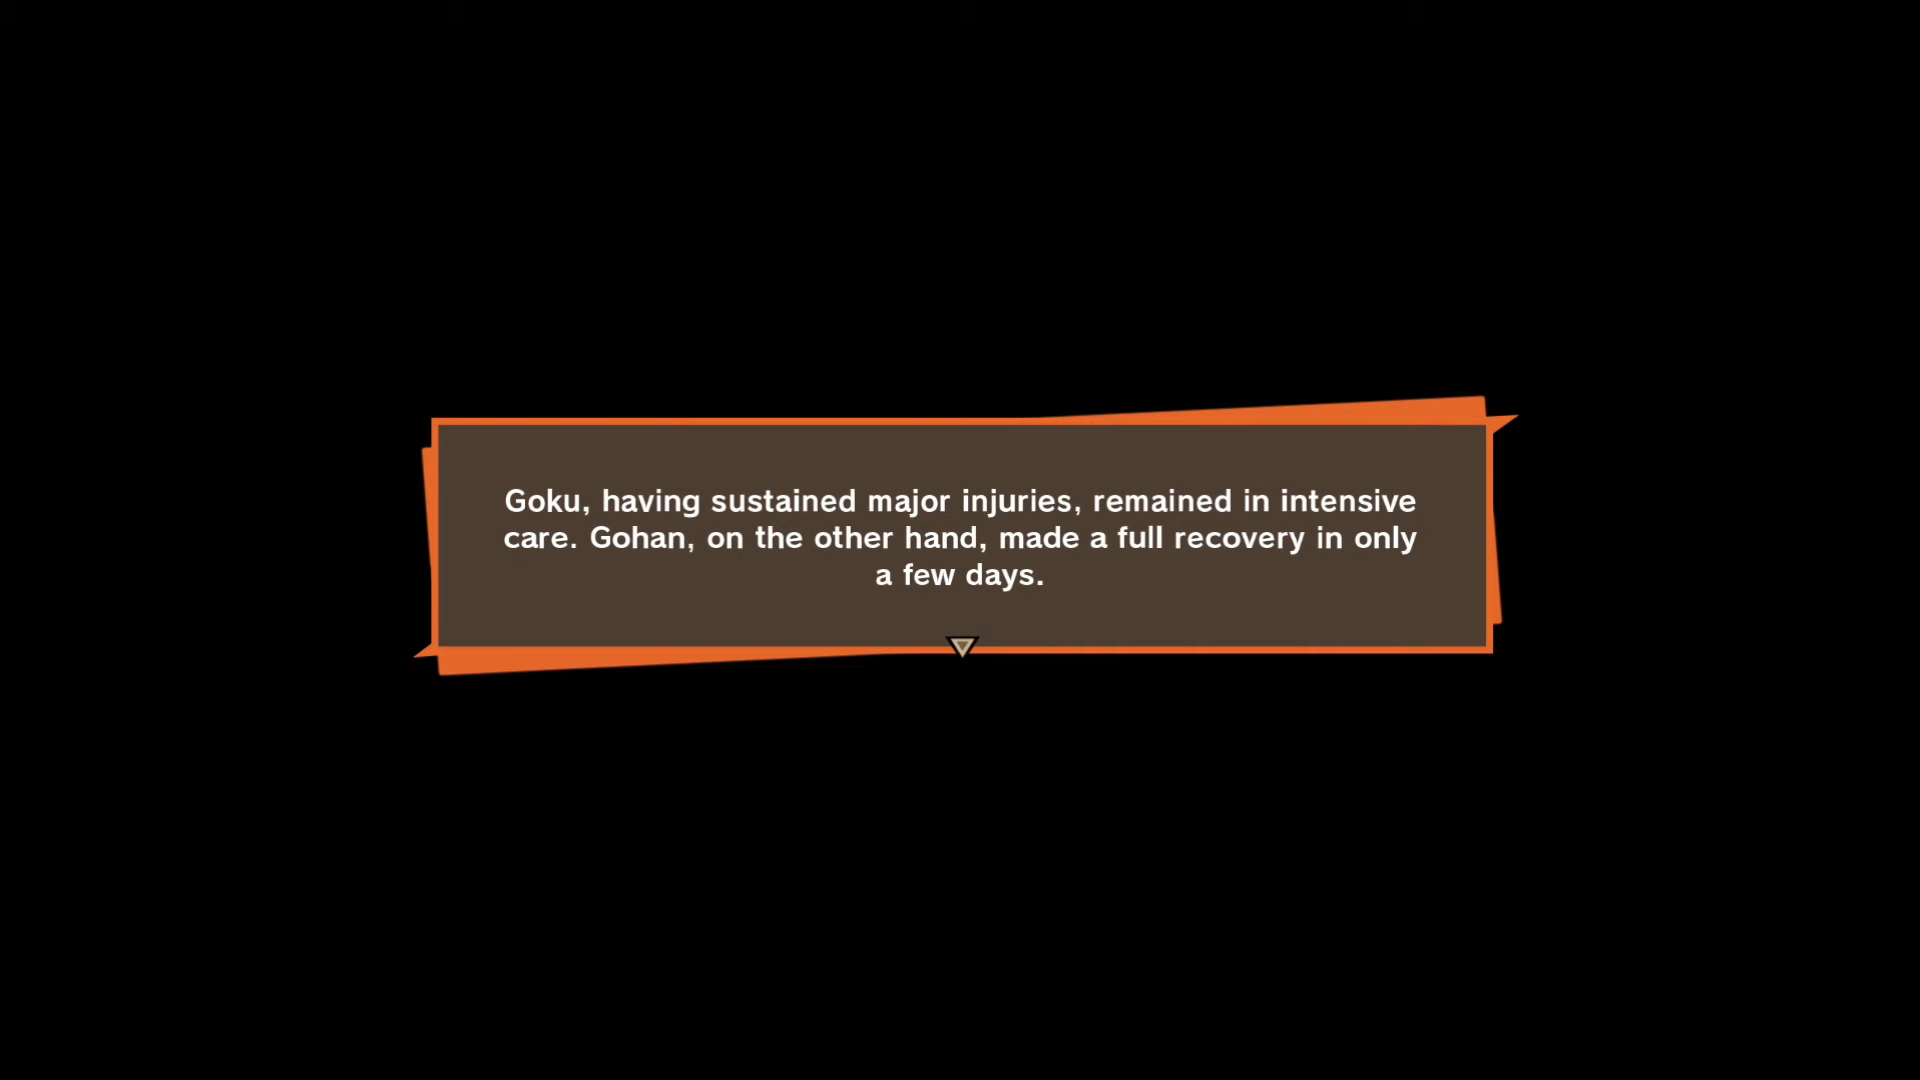 Goku, having sustained major injuries, remained in intensive
care. Gohan, on the other hand, made a full recovery in only
a few days.